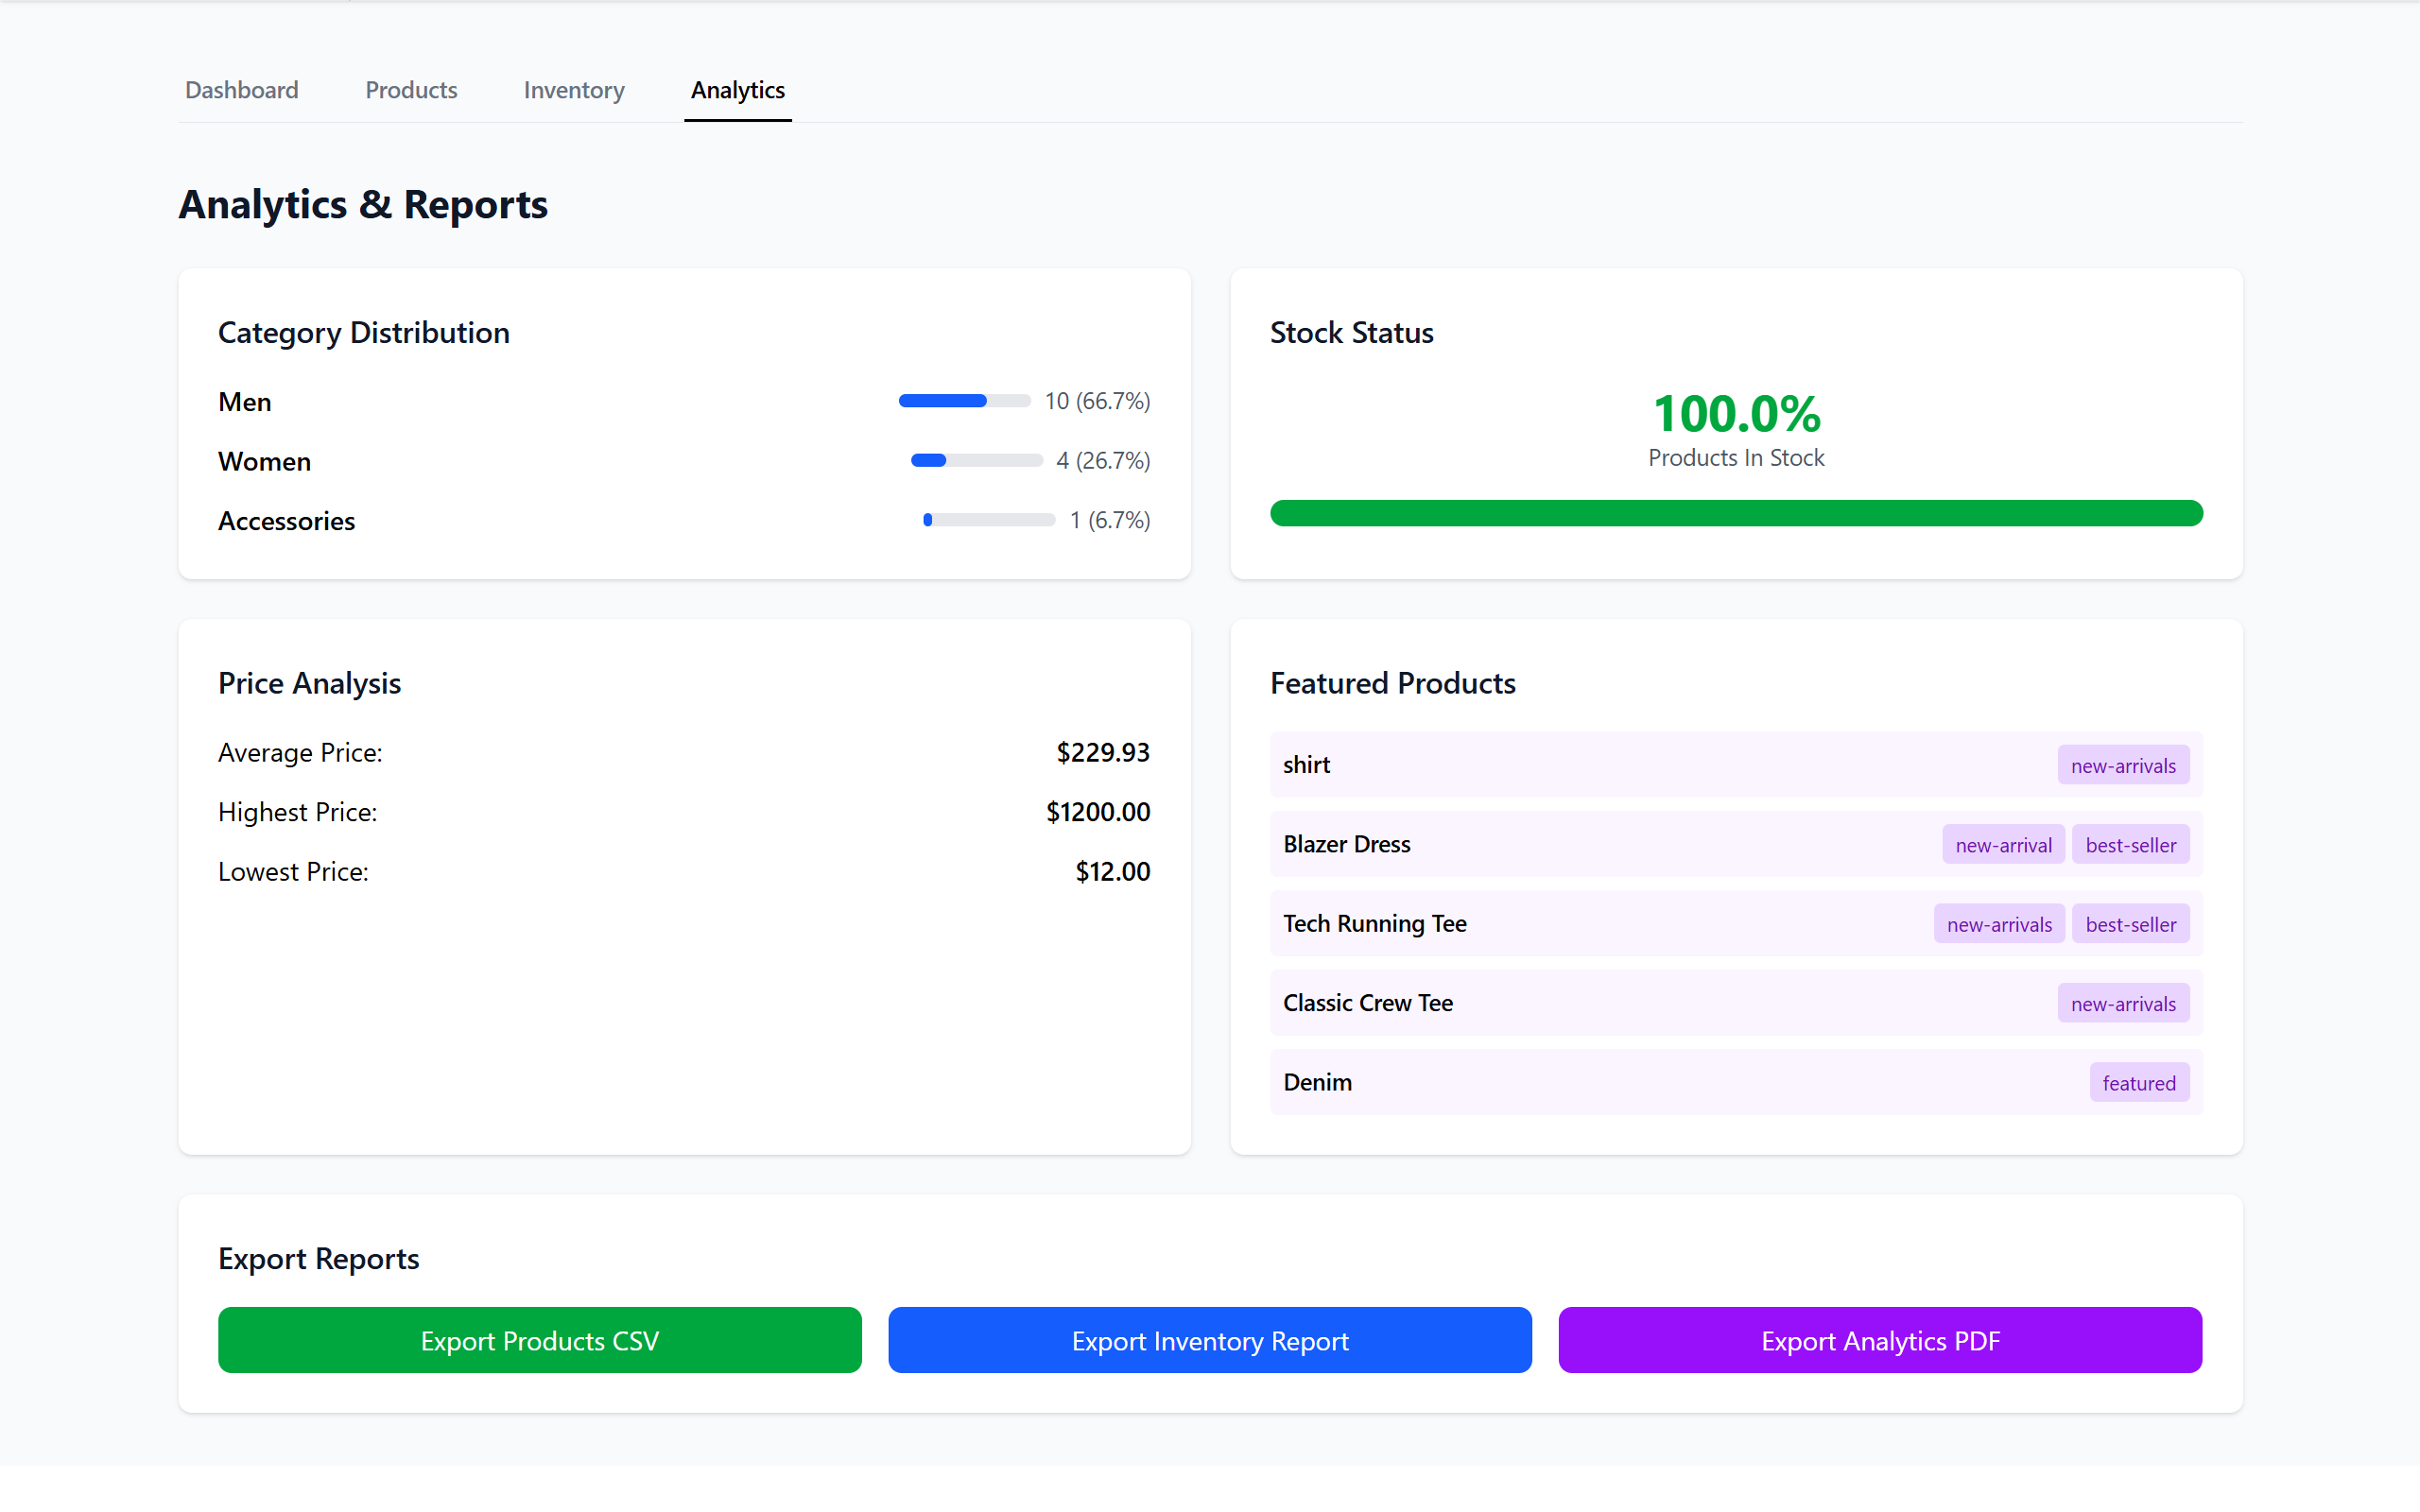 Dashboard Products Inventory Analytics
Analytics & Reports
Category Distribution
Men 10 (66.7%)
Women 4 (26.7%)
Accessories 1 (6.7%)
Stock Status
100.0%
Products In Stock
Price Analysis
Average Price: $229.93
Highest Price: $1200.00
Lowest Price: $12.00
Featured Products
shirt new-arrivals
Blazer Dress new-arrival best-seller
Tech Running Tee new-arrivals best-seller
Classic Crew Tee new-arrivals
Denim featured
Export Reports
Export Products CSV Export Inventory Report Export Analytics PDF